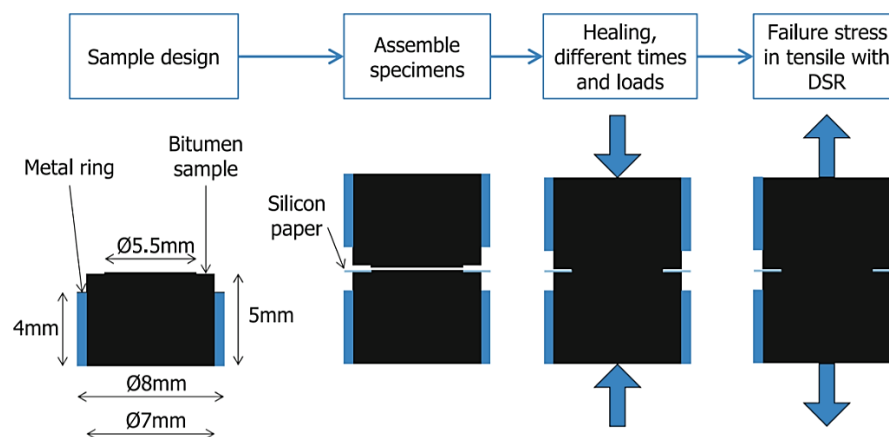 Sample design
Assemble
specimens
Healing,
different times
and loads
Failure stress
in tensile with
DSR
Metal ring
Bitumen
sample
Silicon
paper
Ø5.5mm
4mm
5mm
Ø8mm
Ø7mm